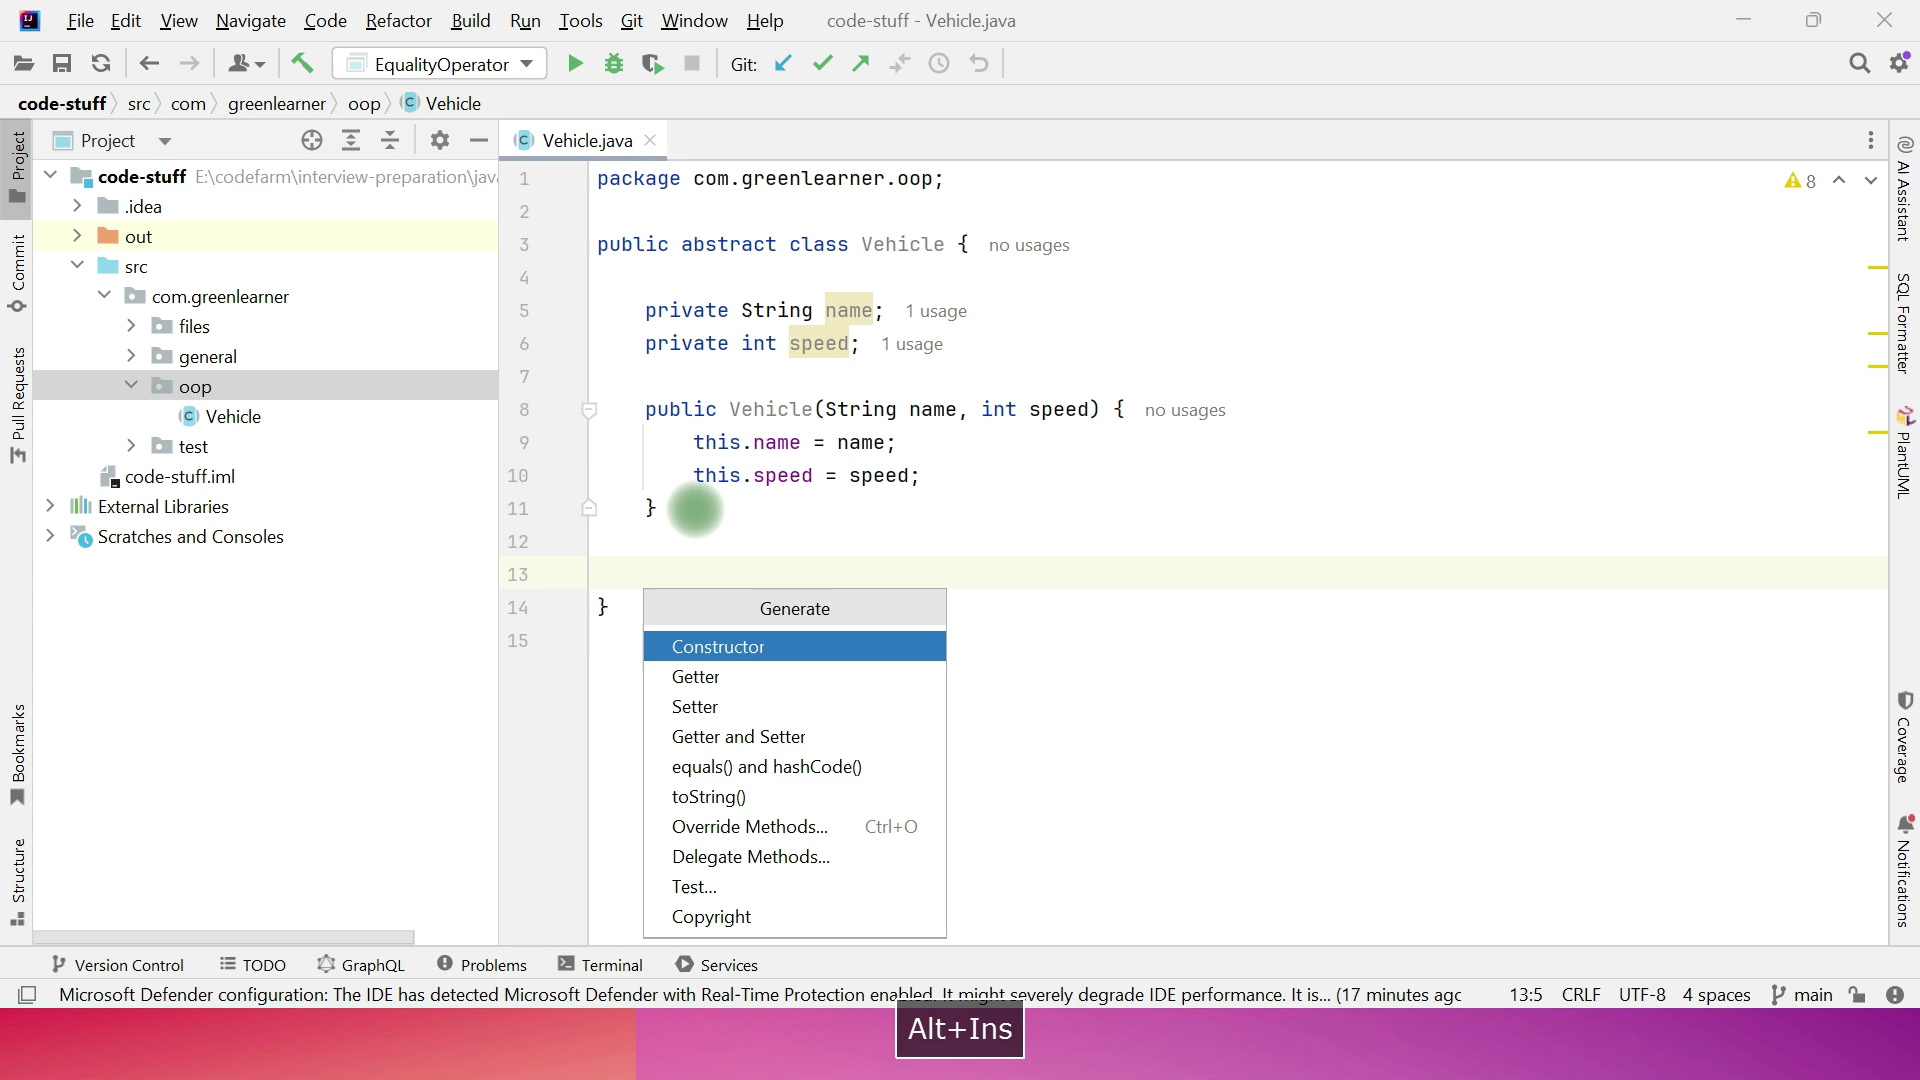 File Edit View Navigate Code Refactor Build Run Tools Git Window Help code-stuff - Vehicle.java
EqualityOperator Git:
code-stuff src com greenlearner oop Vehicle
Project
Vehicle.java
code-stuff E:\codefarm\interview-preparation\jav
.idea
out
src
com.greenlearner
files
general
oop
Vehicle
test
code-stuff.iml
External Libraries
Scratches and Consoles
Project
Commit
Pull Requests
Bookmarks
Structure
1 package com.greenlearner.oop;
8
2
3 public abstract class Vehicle { no usages
4
5 private String name; 1 usage
6 private int speed; 1 usage
7
8 public Vehicle(String name, int speed) { no usages
9 this.name = name;
10 this.speed = speed;
11 }
12
13
14 }
15
Generate
Constructor
Getter
Setter
Getter and Setter
equals() and hashCode()
toString()
Override Methods... Ctrl+O
Delegate Methods...
Test...
Copyright
AI Assistant
SQL Formatter
PlantUML
Coverage
Notifications
Version Control TODO GraphQL Problems Terminal Services
Microsoft Defender configuration: The IDE has detected Microsoft Defender with Real-Time Protection enabled. It might severely degrade IDE performance. It is... (17 minutes agc 13:5 CRLF UTF-8 4 spaces main
Alt+Ins